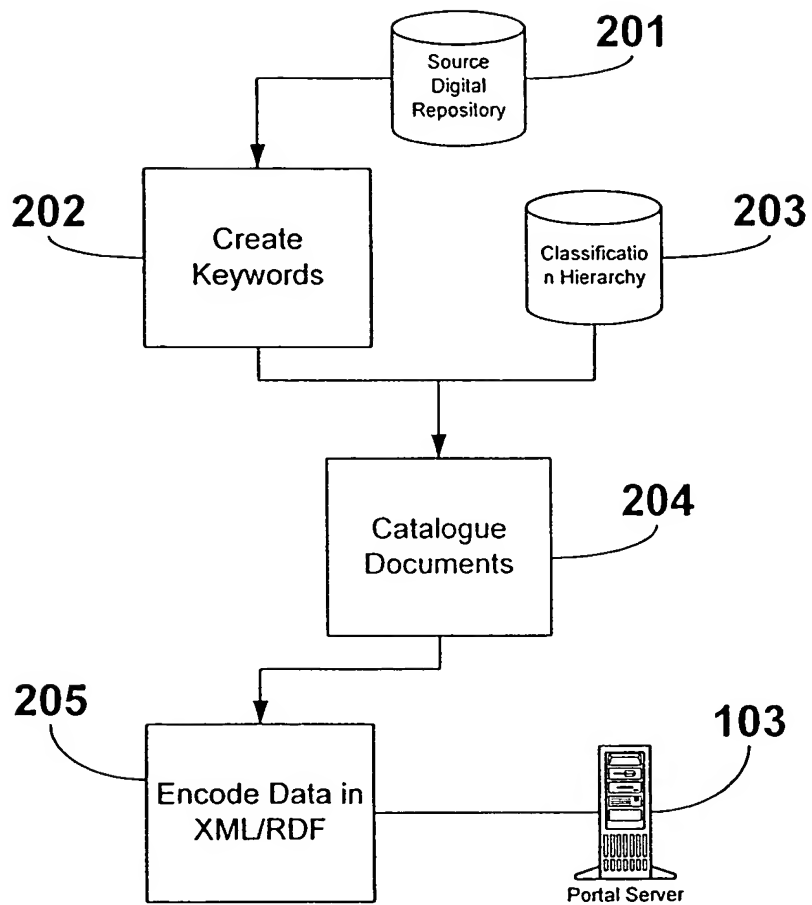 201
Source
Digital
Repository
202
Create
Keywords
203
Classificatio
n Hierarchy
204
Catalogue
Documents
205
Encode Data in
XML/RDF
103
Portal Server